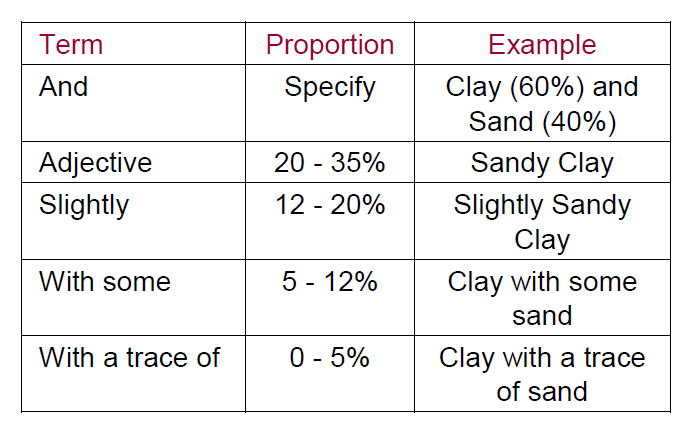 Term Proportion Example
And Specify Clay (60%) and
Sand (40%)
Adjective 20 - 35% Sandy Clay
Slightly 12 - 20% Slightly Sandy
Clay
With some 5 - 12% Clay with some
sand
With a trace of 0 - 5% Clay with a trace
of sand